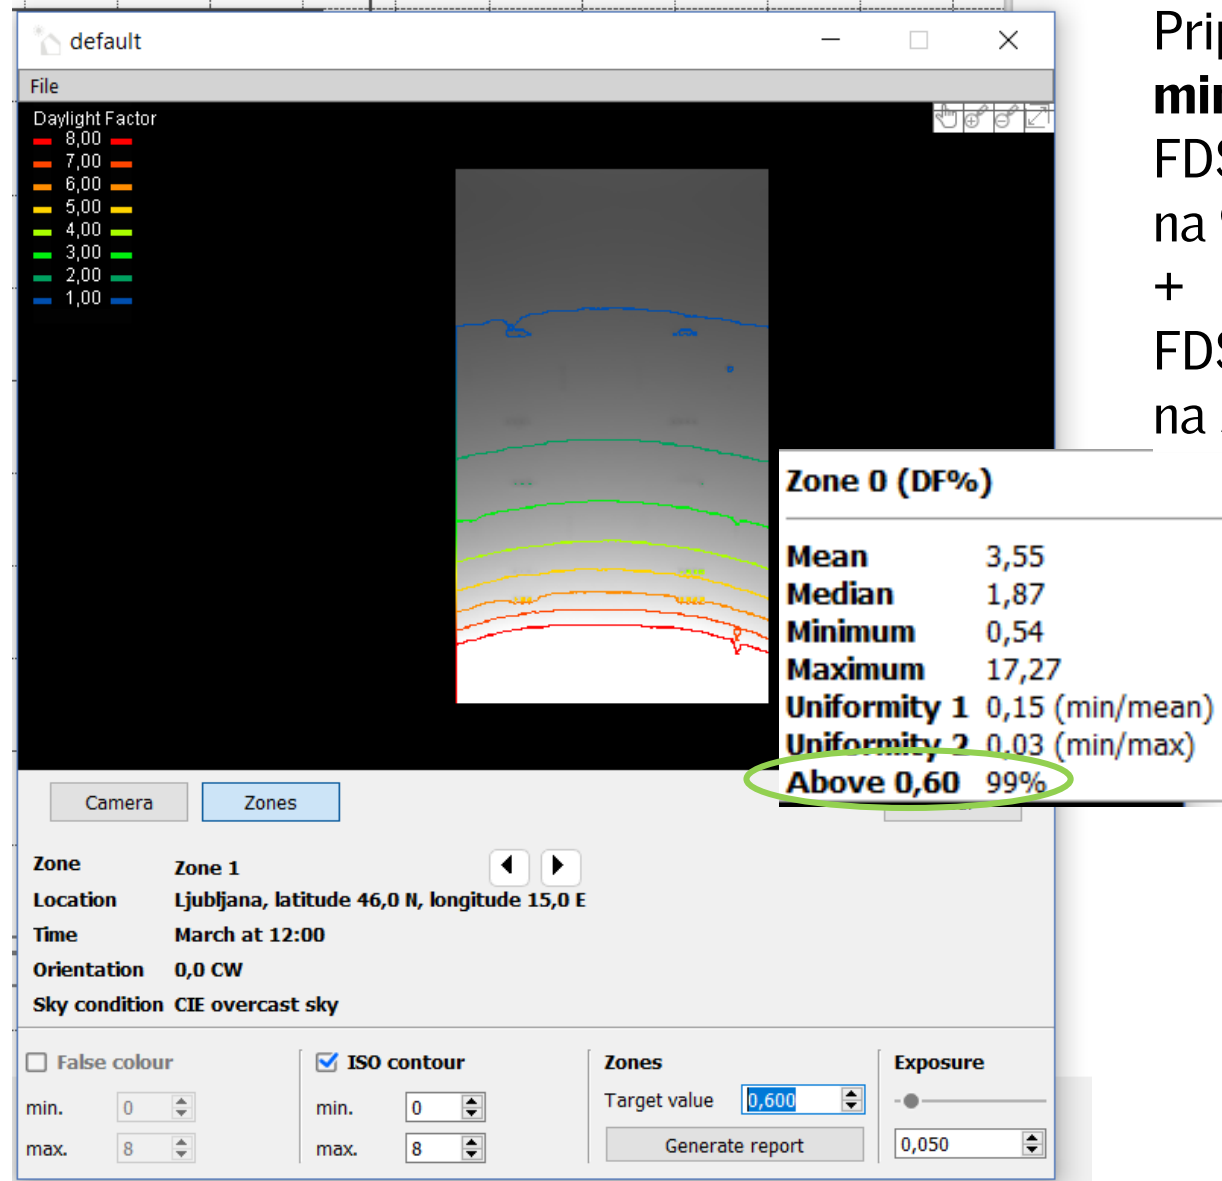 default
File
Daylight Factor
8,00
7,00
6,00
5,00
4,00
3,00
2,00
1,00
na
+
na
Zone 0 (DF%)
Mean 3,55
Median 1,87
Minimum 0,54
Maximum 17,27
Uniformity 1 0,15 (min/mean)
Uniformity 2 0,03 (min/max)
Above 0,60 99%
Camera Zones
Zone Zone 1
Location Ljubljana, latitude 46,0 N, longitude 15,0 E
Time March at 12:00
Orientation 0,0 CW
Sky condition CIE overcast sky
False colour
min. 0
max. 8
ISO contour
min. 0
max. 8
Zones
Target value 0,600
Generate report
Exposure
0,050